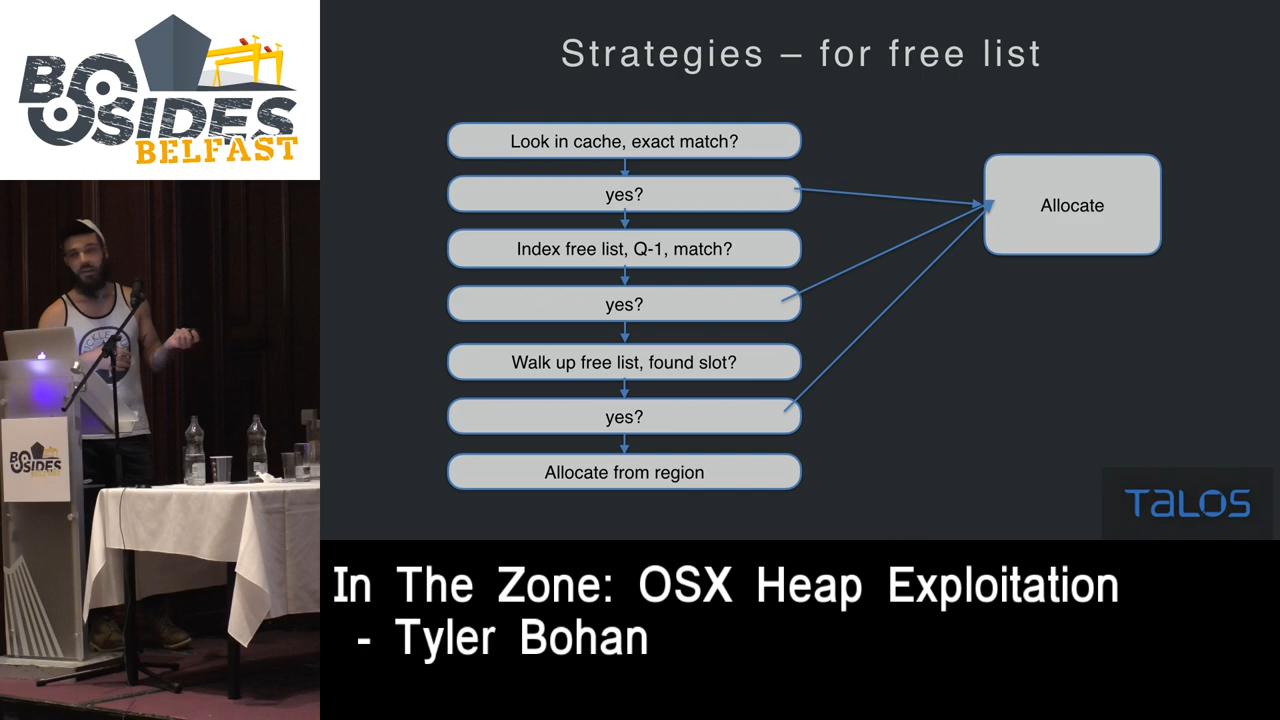 BSIDES
BELFAST
Strategies – for free list
Look in cache, exact match?
yes?
Index free list, Q-1, match?
yes?
Walk up free list, found slot?
yes?
Allocate from region
Allocate
TALOS
BSIDES
In The Zone: OSX Heap Exploitation
- Tyler Bohan